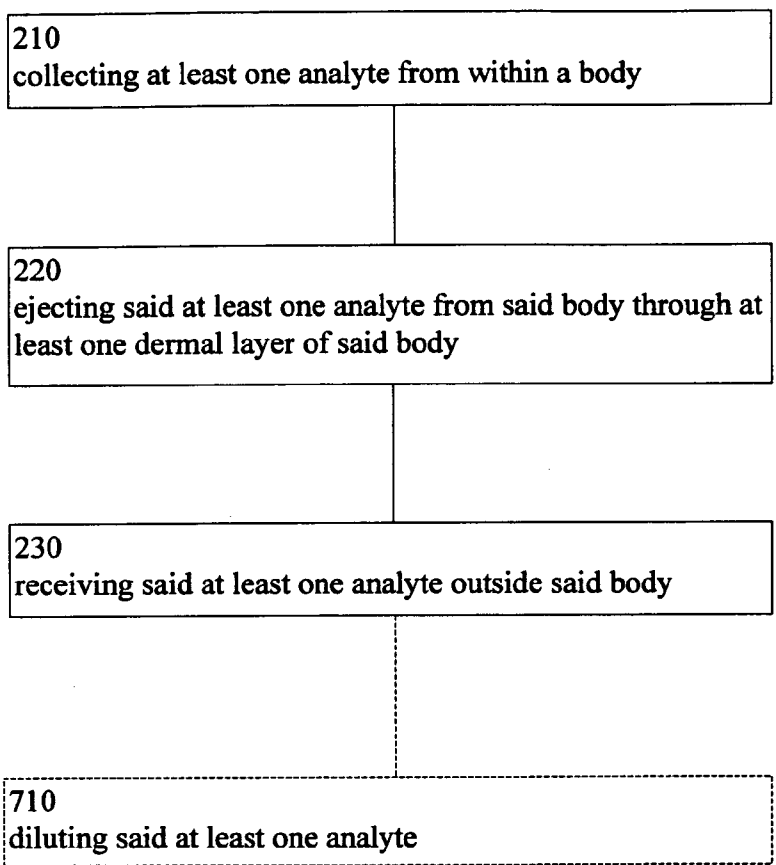 210
collecting at least one analyte from within a body
220
ejecting said at least one analyte from said body through at
least one dermal layer of said body
230
receiving said at least one analyte outside said body
710
diluting said at least one analyte